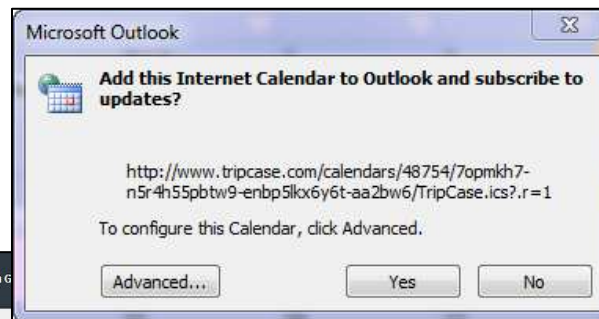 Microsoft Outlook
Add this Internet Calendar to Outlook and subscribe to
updates?
http://www.tripcase.com/calendars/48754/7opmkh7-
n5r4h55pbtw9-enbp5lkx6y6t-aa2bw6/TripCase.ics?.r=1
To configure this Calendar, click Advanced.
Advanced... Yes No